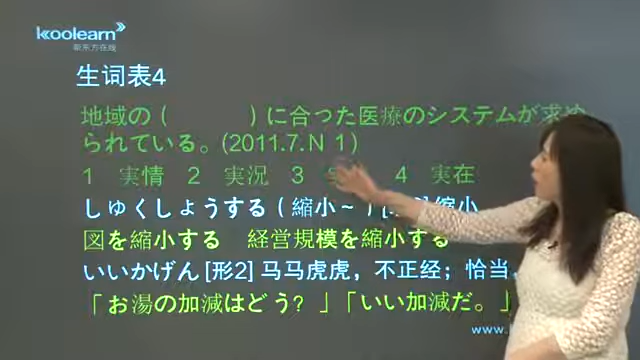 koolearn
新东方在线
生词表4
地域の（　　　）に合った医療のシステムが求め
られている。(2011.7.N 1)
1 実情 2 実況 3 4 実在
しゅくしょうする（縮小～）[ 縮小
図を縮小する 経営規模を縮小する
いいかげん [形2] 马马虎虎，不正经；恰当
「お湯の加減はどう？」「いい加減だ。」
www.